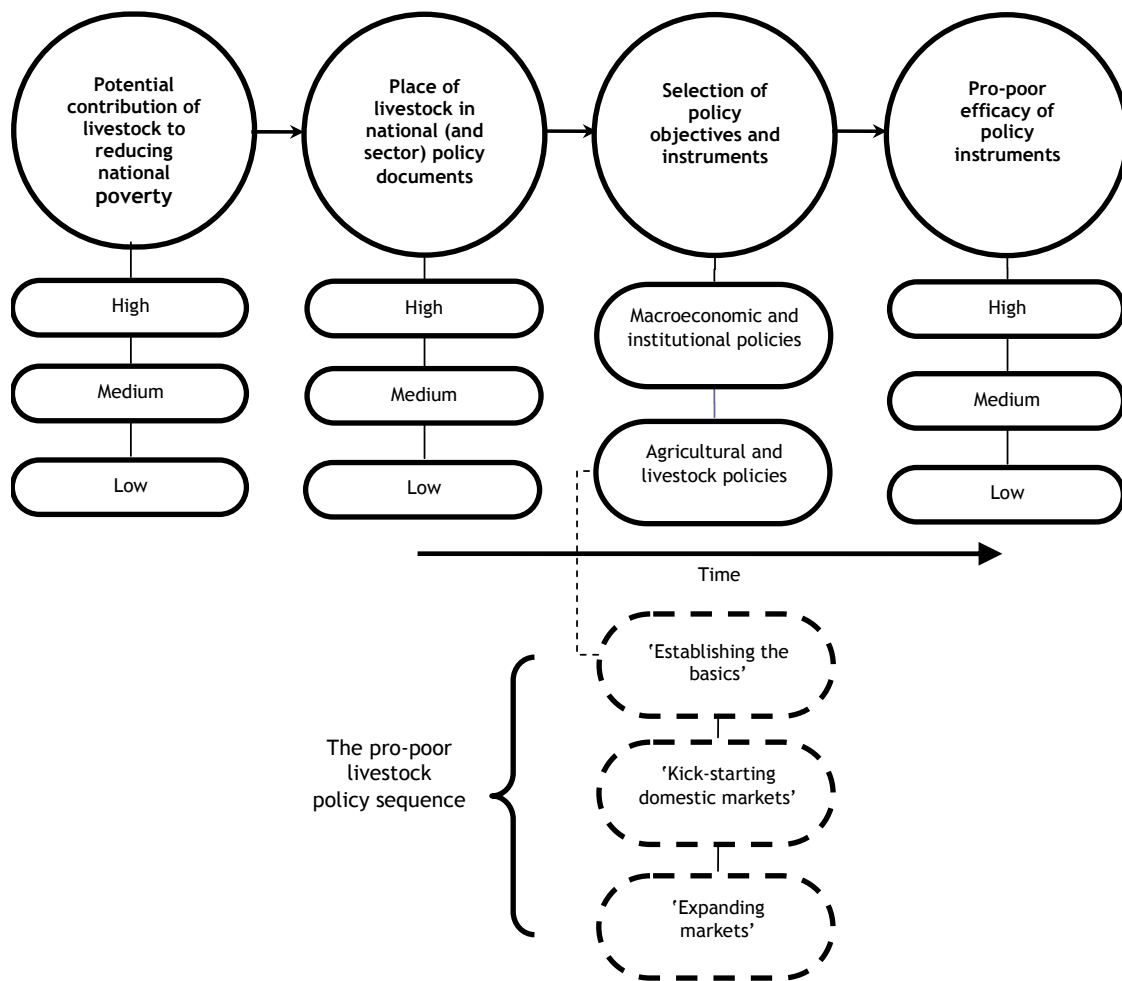 Potential
contribution of
livestock to
reducing
national
poverty
Place of
livestock in
national (and
sector) policy
documents
Selection of
policy
objectives and
instruments
Pro-poor
efficacy of
policy
instruments
High
Medium
Low
High
Medium
Low
Macroeconomic and
institutional policies
Agricultural and
livestock policies
High
Medium
Low
Time
The pro-poor
livestock
policy sequence
‘Establishing the
basics’
‘Kick-starting
domestic markets’
‘Expanding
markets’